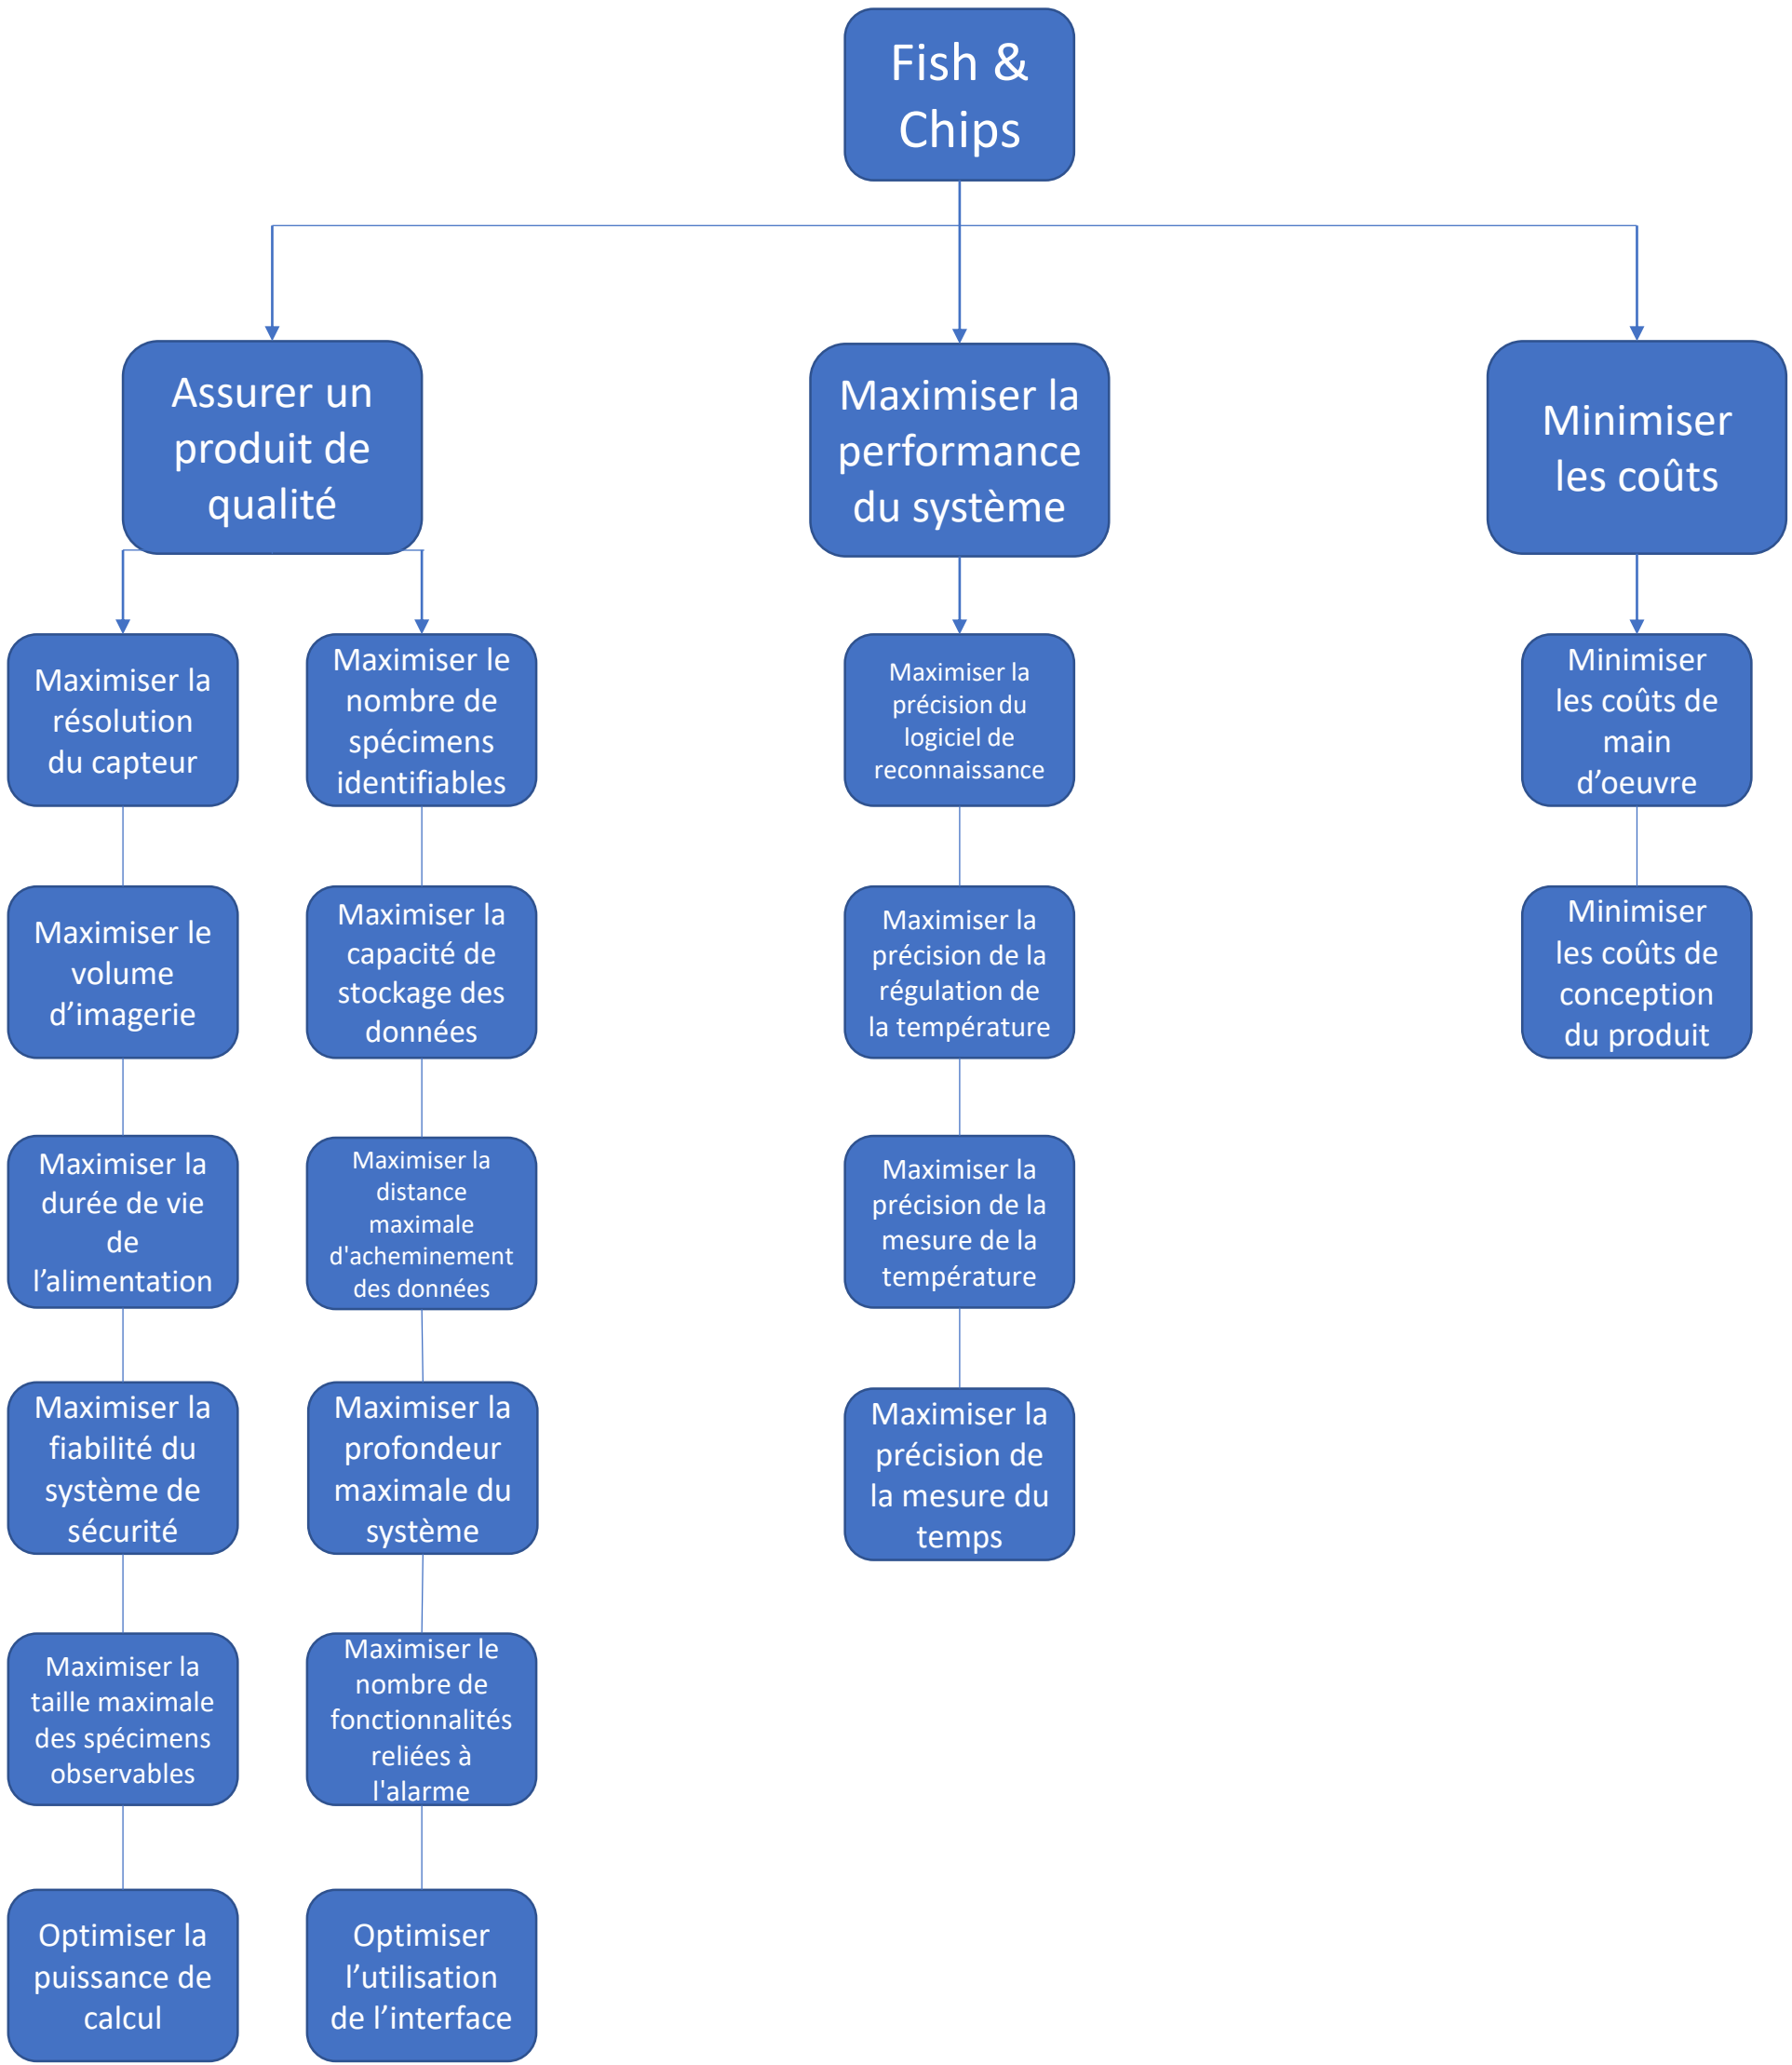 Fish &
Chips
Assurer un
produit de
qualité
Maximiser la
performance
du système
Minimiser
les coûts
Maximiser la
résolution
du capteur
Maximiser le
nombre de
spécimens
identifiables
Maximiser la
précision du
logiciel de
reconnaissance
Minimiser
les coûts de
main
d’oeuvre
Maximiser le
volume
d’imagerie
Maximiser la
capacité de
stockage des
données
Maximiser la
précision de la
régulation de
la température
Minimiser
les coûts de
conception
du produit
Maximiser la
durée de vie
de
l’alimentation
Maximiser la
distance
maximale
d'acheminement
des données
Maximiser la
précision de la
mesure de la
température
Maximiser la
fiabilité du
système de
sécurité
Maximiser la
profondeur
maximale du
système
Maximiser la
précision de
la mesure du
temps
Maximiser la
taille maximale
des spécimens
observables
Maximiser le
nombre de
fonctionnalités
reliées à
l'alarme
Optimiser la
puissance de
calcul
Optimiser
l’utilisation
de l’interface